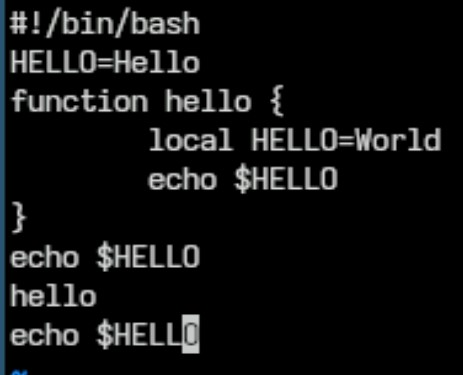 #!/bin/bash
HELLO=Hello
function hello {
        local HELLO=World
        echo $HELLO
}
echo $HELLO
hello
echo $HELLO
~